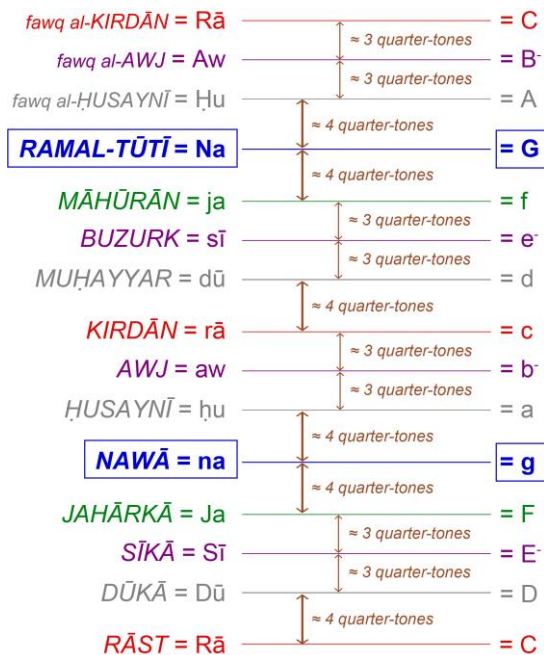 fawq al-KIRDĀN = Rā = C
≈ 3 quarter-tones
fawq al-AWJ = Aw = B-
≈ 3 quarter-tones
fawq al-ḤUSAYNĪ = Ḥu = A
≈ 4 quarter-tones
RAMAL-TŪTĪ = Na = G
≈ 4 quarter-tones
MĀHŪRĀN = ja = f
≈ 3 quarter-tones
BUZURK = sī = e-
≈ 3 quarter-tones
MUḤAYYAR = dū = d
≈ 4 quarter-tones
KIRDĀN = rā = c
≈ 3 quarter-tones
AWJ = aw = b-
≈ 3 quarter-tones
ḤUSAYNĪ = ḥu = a
≈ 4 quarter-tones
NAWĀ = na = g
≈ 4 quarter-tones
JAHĀRKĀ = Ja = F
≈ 3 quarter-tones
SĪKĀ = Sī = E-
≈ 3 quarter-tones
DŪKĀ = Dū = D
≈ 4 quarter-tones
RĀST = Rā = C